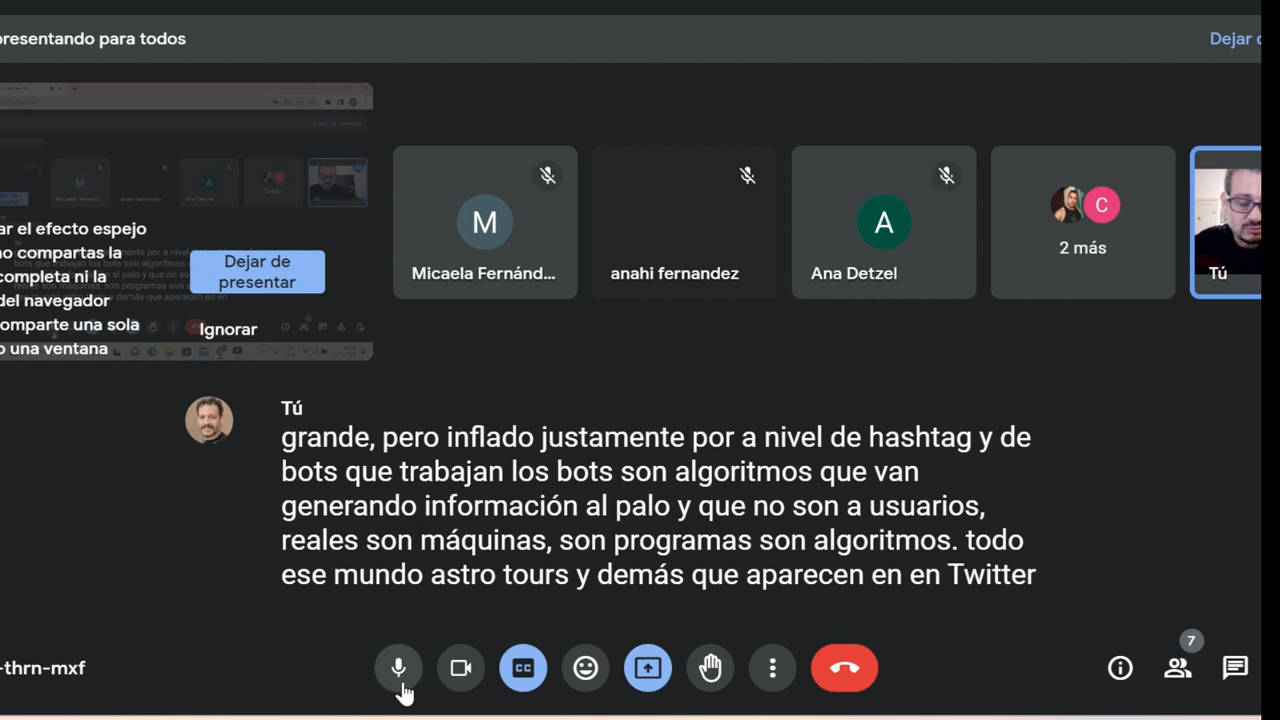 presentando para todos
Dejar
ar el efecto espejo
no compartas la
completa ni la
del navegador
omparte una sola
o una ventana
Dejar de
presentar
Ignorar
M
Micaela Fernánd...
anahi fernandez
A
Ana Detzel
C
2 más
Tú
Tú
grande, pero inflado justamente por a nivel de hashtag y de
bots que trabajan los bots son algoritmos que van
generando información al palo y que no son a usuarios,
reales son máquinas, son programas son algoritmos. todo
ese mundo astro tours y demás que aparecen en en Twitter
-thrn-mxf
CC
7